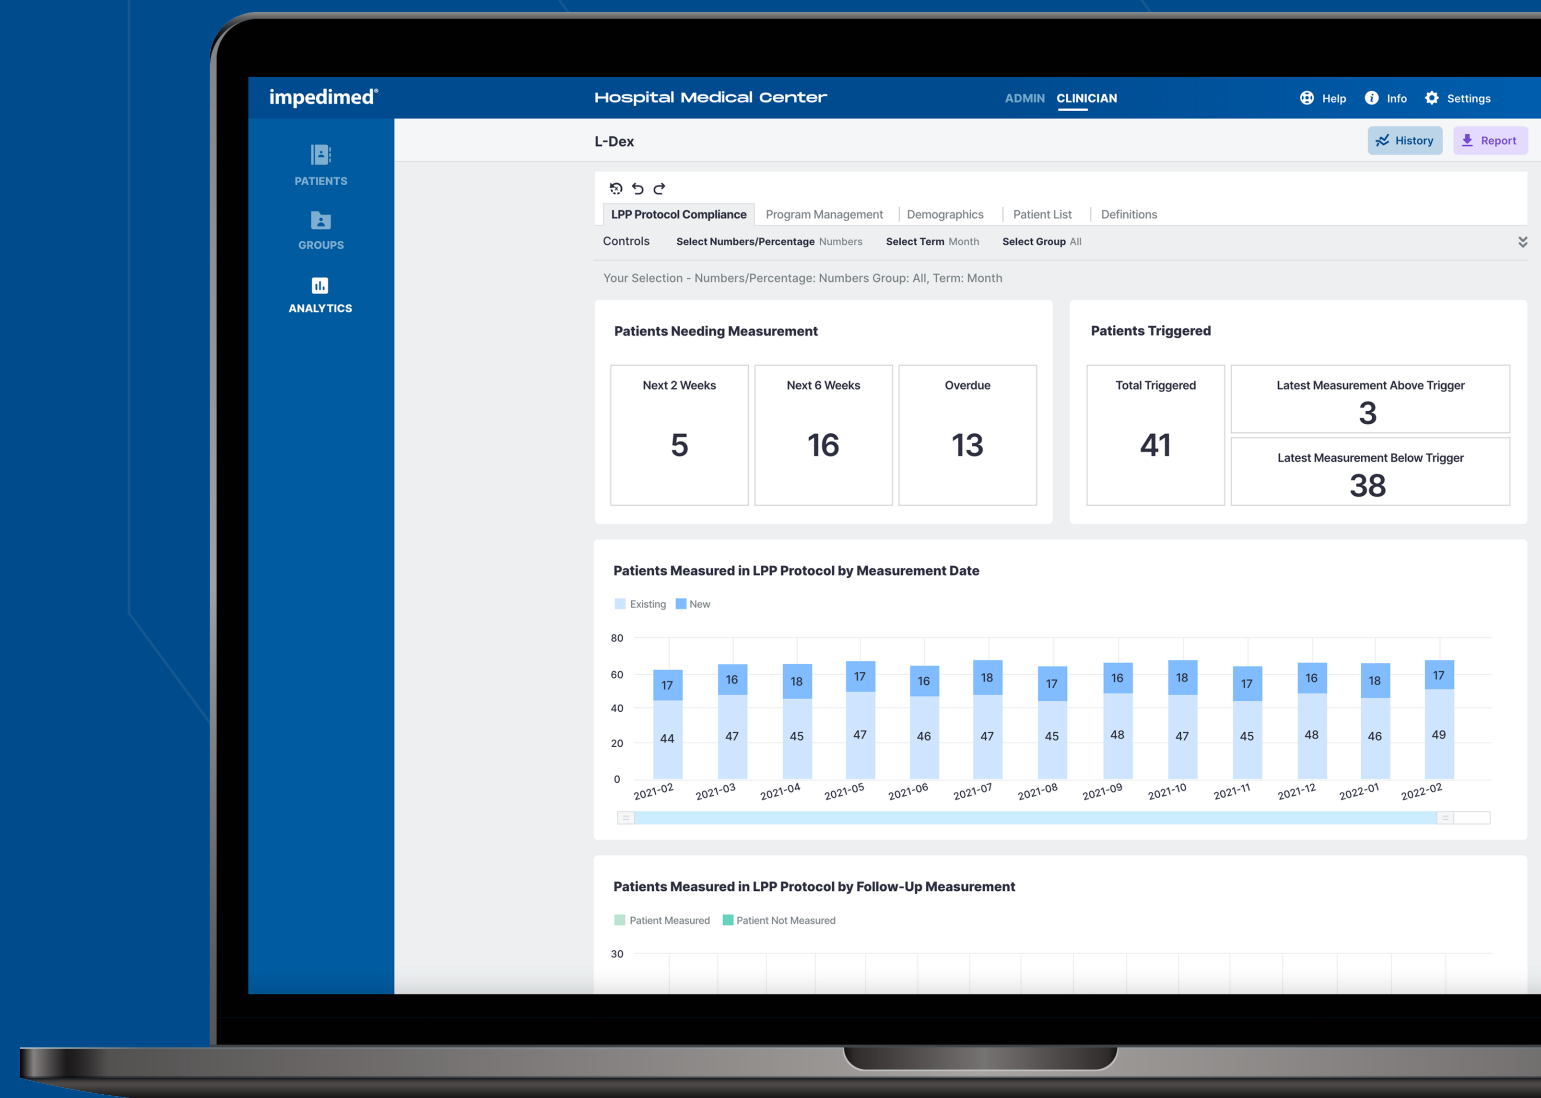 impedimed®
Hospital Medical Center
ADMIN CLINICIAN
Help Info Settings
PATIENTS
GROUPS
ANALYTICS
L-Dex
History Report
LPP Protocol Compliance Program Management Demographics Patient List Definitions
Controls Select Numbers/Percentage Numbers Select Term Month Select Group All
Your Selection - Numbers/Percentage: Numbers Group: All, Term: Month
Patients Needing Measurement
Next 2 Weeks
5
Next 6 Weeks
16
Overdue
13
Patients Triggered
Total Triggered
41
Latest Measurement Above Trigger
3
Latest Measurement Below Trigger
38
Patients Measured in LPP Protocol by Measurement Date
Existing New
80
60
40
20
0
17 16 18 17 16 18 17 16 18 17 16 18 17
44 47 45 47 46 47 45 48 47 45 48 46 49
2021-02 2021-03 2021-04 2021-05 2021-06 2021-07 2021-08 2021-09 2021-10 2021-11 2021-12 2022-01 2022-02
Patients Measured in LPP Protocol by Follow-Up Measurement
Patient Measured Patient Not Measured
30